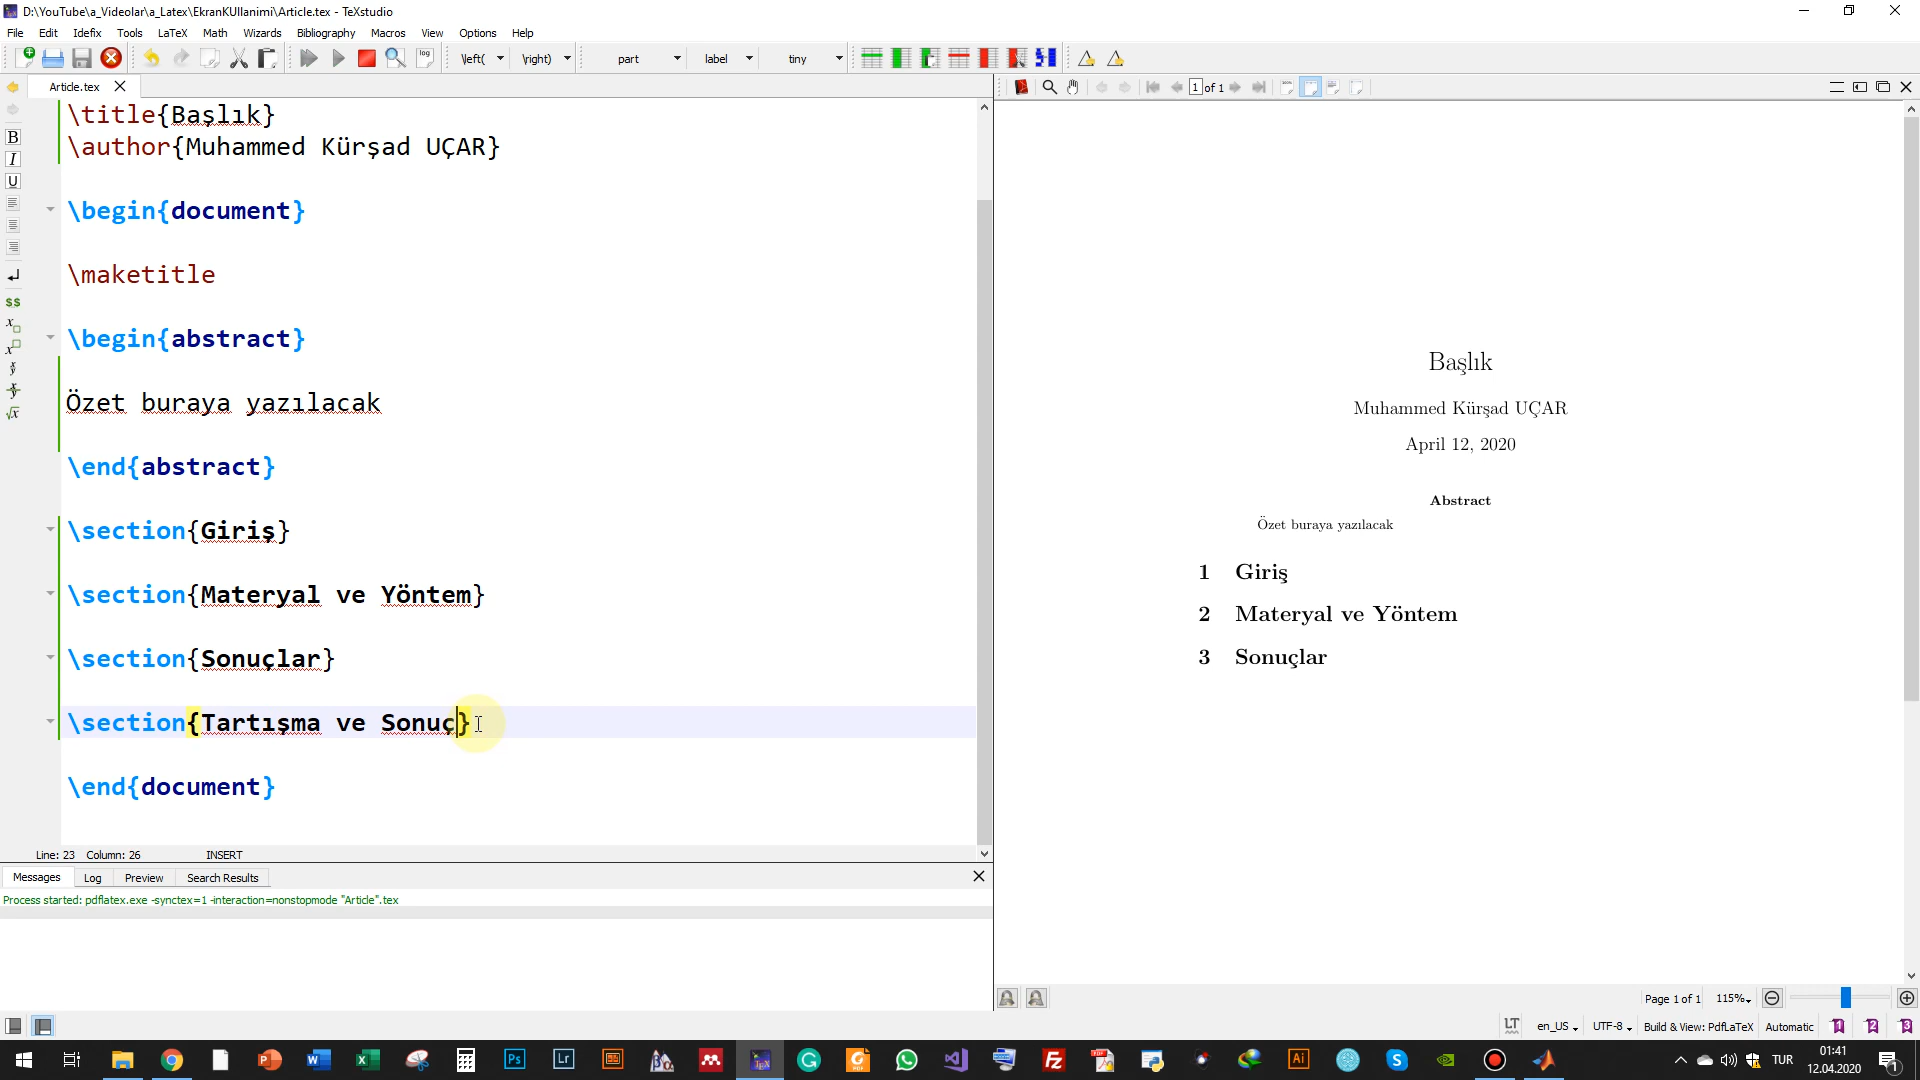 D:\YouTube\a_Videolar\a_Latex\EkranKUllanimi\Article.tex - TeXstudio
File Edit Idefix Tools LaTeX Math Wizards Bibliography Macros View Options Help
\left( \right) part label tiny
Article.tex
1 of 1
\title{Başlık}
\author{Muhammed Kürşad UÇAR}
\begin{document}
\maketitle
\begin{abstract}
Özet buraya yazılacak
\end{abstract}
\section{Giriş}
\section{Materyal ve Yöntem}
\section{Sonuçlar}
\section{Tartışma ve Sonuç}
\end{document}
Line: 23 Column: 26 INSERT
Messages Log Preview Search Results
Process started: pdflatex.exe -synctex=1 -interaction=nonstopmode "Article".tex
Başlık
Muhammed Kürşad UÇAR
April 12, 2020
Abstract
Özet buraya yazılacak
1 Giriş
2 Materyal ve Yöntem
3 Sonuçlar
Page 1 of 1 115%
LT en_US UTF-8 Build & View: PdfLaTeX Automatic 1 2 3
TUR 01:41
12.04.2020